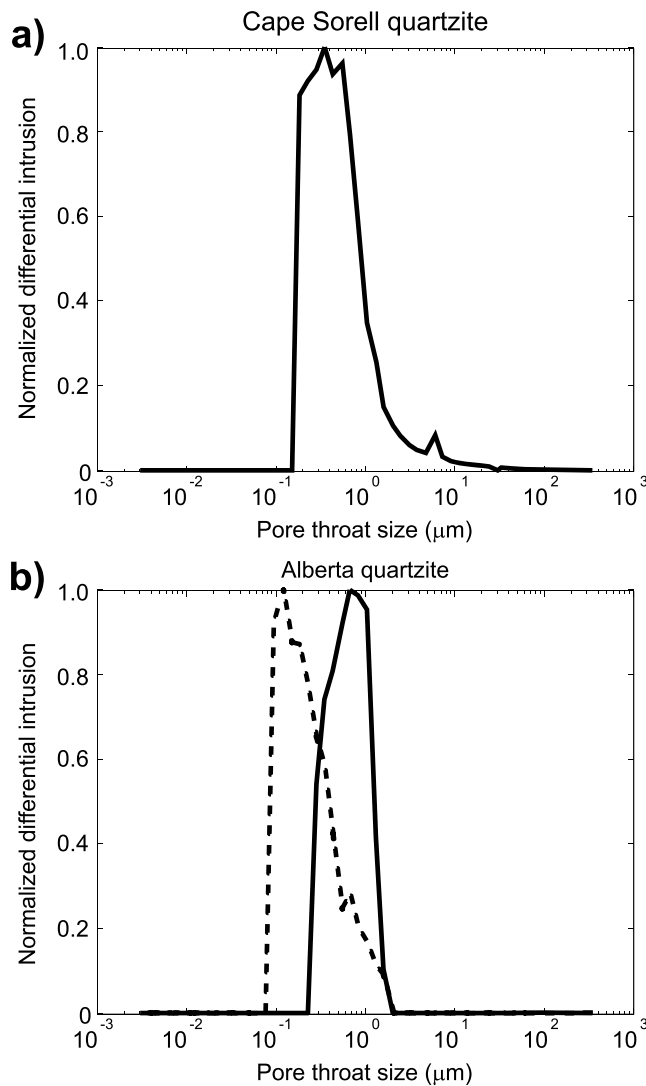 a)
Cape Sorell quartzite
1.0
0.8
0.6
0.4
0.2
0
Normalized differential intrusion
10⁻³ 10⁻² 10⁻¹ 10⁰ 10¹ 10² 10³
Pore throat size (μm)
b)
Alberta quartzite
1.0
0.8
0.6
0.4
0.2
0
Normalized differential intrusion
10⁻³ 10⁻² 10⁻¹ 10⁰ 10¹ 10² 10³
Pore throat size (μm)